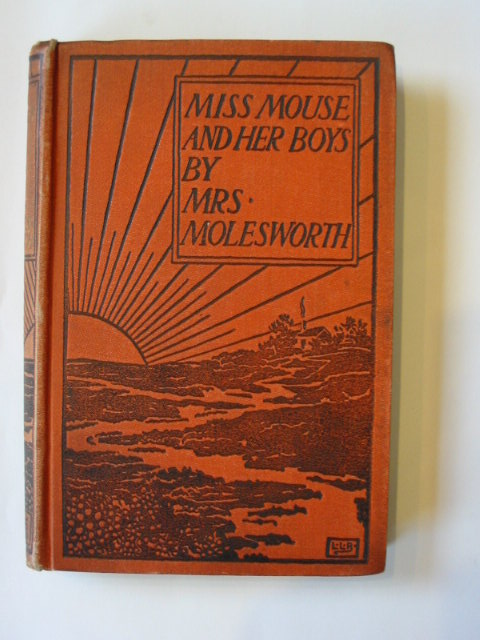 MISS MOUSE
AND HER BOYS
BY
MRS·
MOLESWORTH
L.L.B.